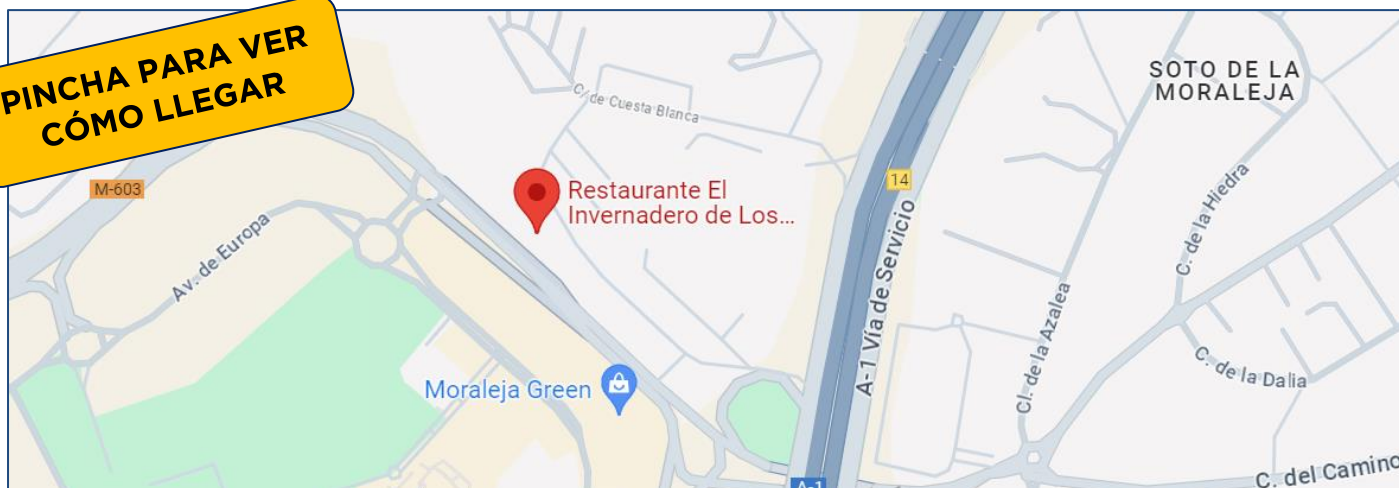 PINCHA PARA VER
CÓMO LLEGAR
SOTO DE LA
MORALEJA
C/ de Cuesta Blanca
M-603
14
Restaurante El
Invernadero de Los...
Av. de Europa
A-1 Vía de Servicio
C. de la Hiedra
Cl. de la Azalea
C. de la Dalia
Moraleja Green
A-1
C. del Camino